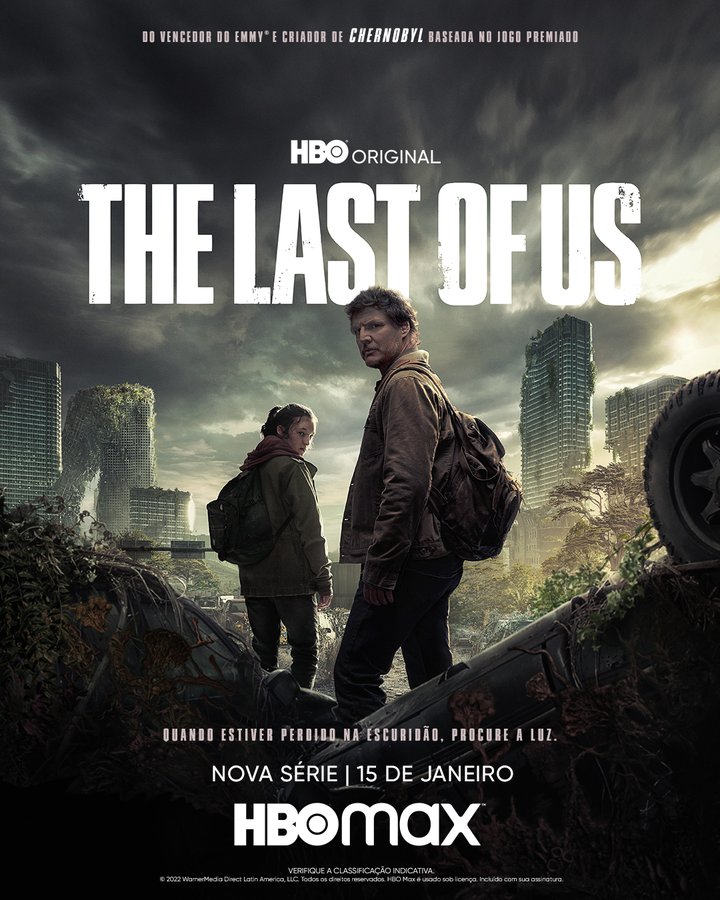 DO VENCEDOR DO EMMY® E CRIADOR DE CHERNOBYL BASEADA NO JOGO PREMIADO
HBO ORIGINAL
THE LAST OF US
QUANDO ESTIVER PERDIDO NA ESCURIDÃO, PROCURE A LUZ.
NOVA SÉRIE | 15 DE JANEIRO
HBOmax™
VERIFIQUE A CLASSIFICAÇÃO INDICATIVA.
© 2022 WarnerMedia Direct Latin America, LLC. Todos os direitos reservados. HBO Max é usado sob licença. Incluído com sua assinatura.